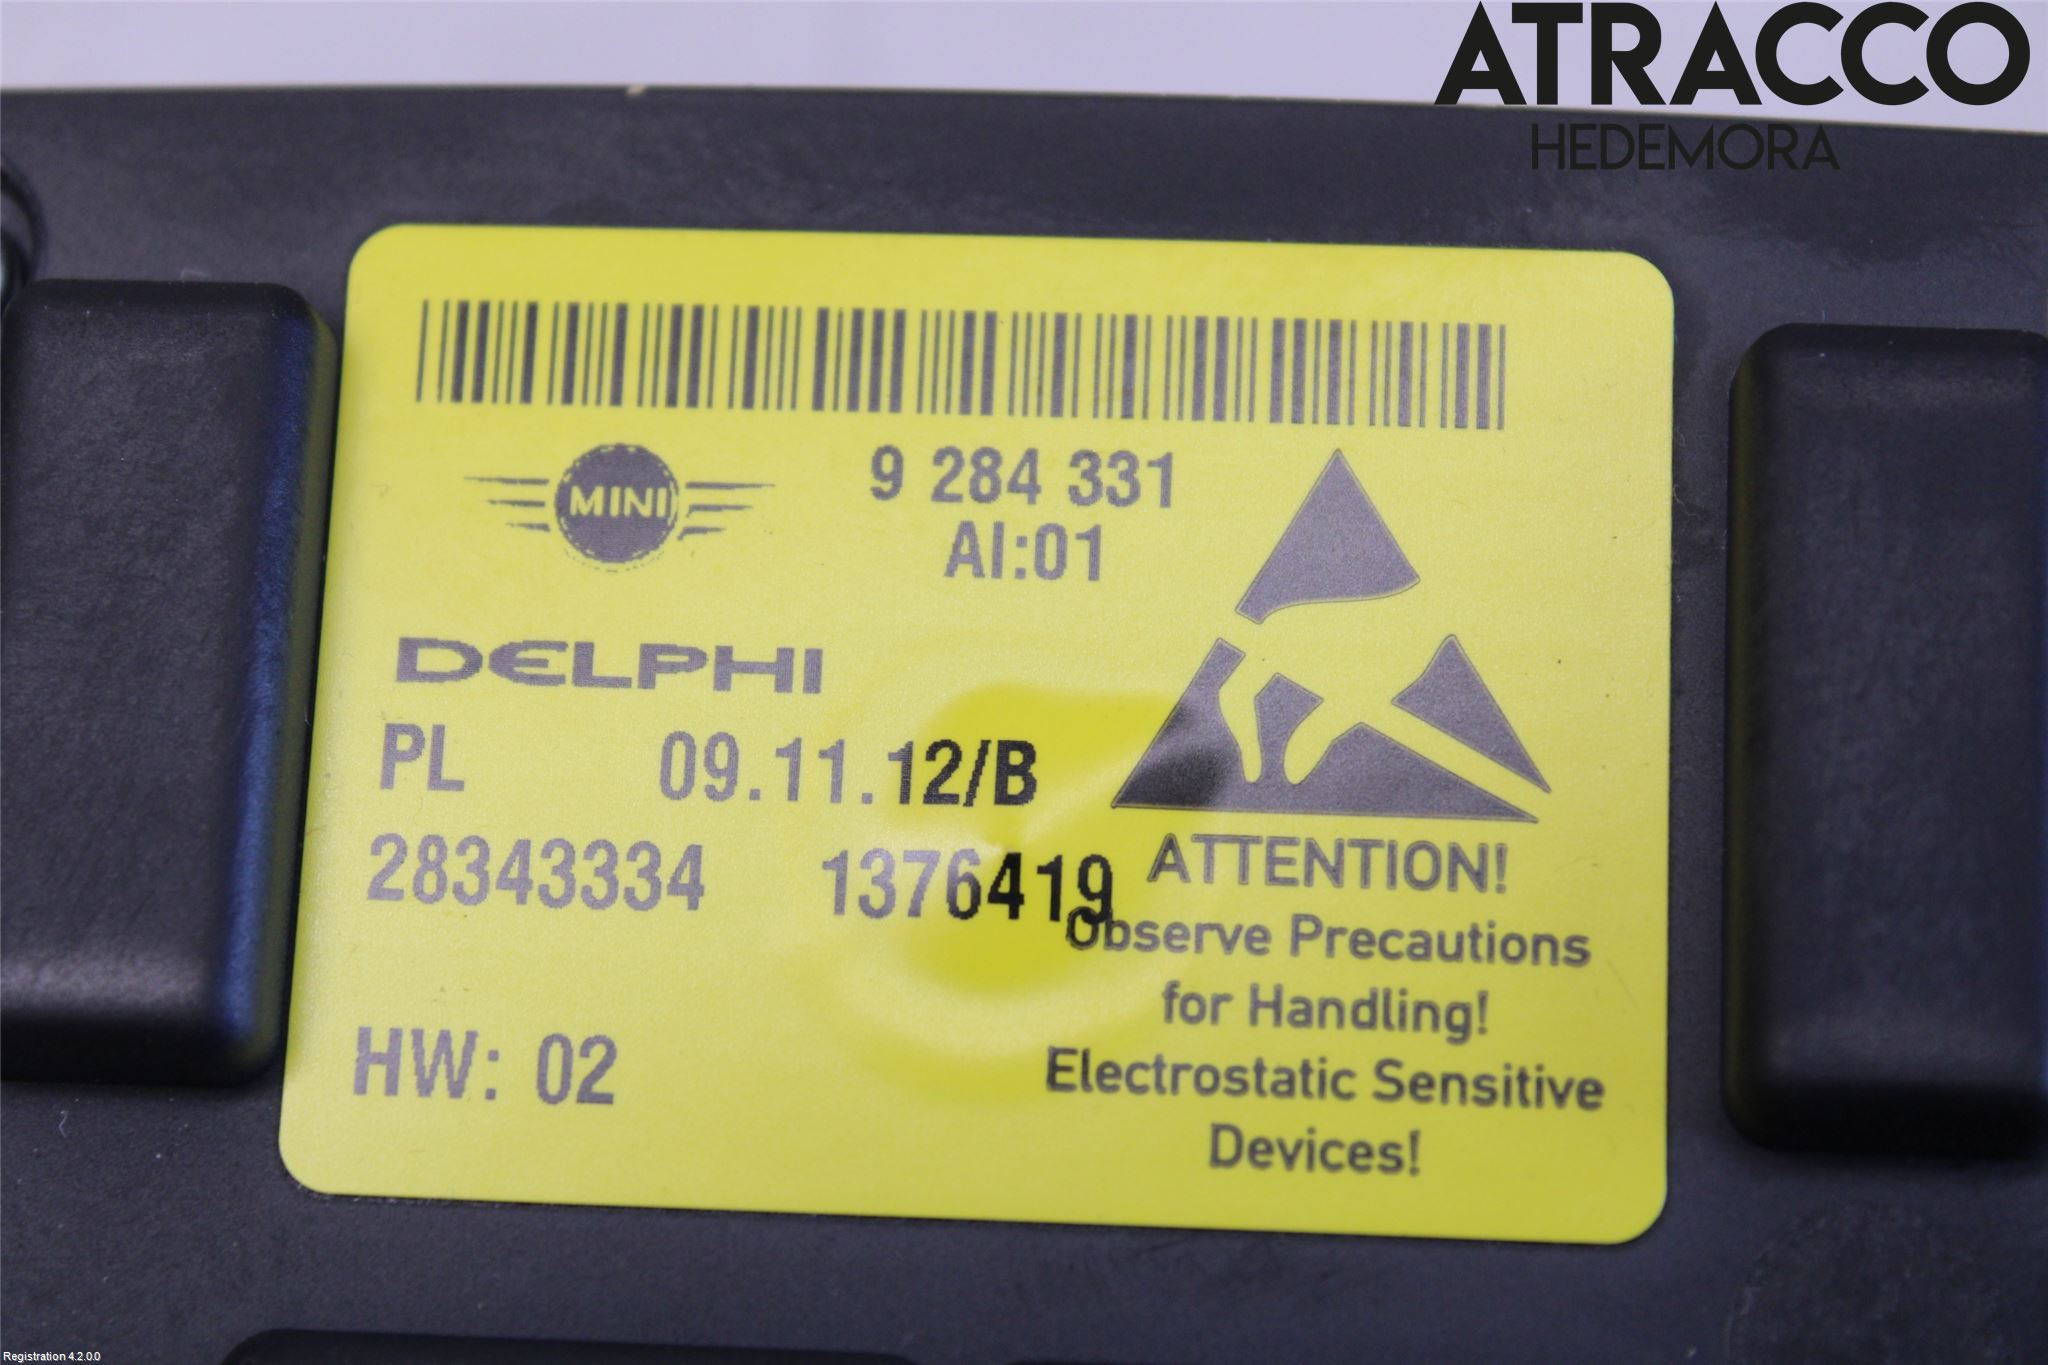 ATRACCO
HEDEMORA
MINI
9 284 331
AI:01
DELPHI
PL 09.11.12/B
28343334 1376419
HW: 02
ATTENTION!
Observe Precautions
for Handling!
Electrostatic Sensitive
Devices!
Registration 4.2.0.0